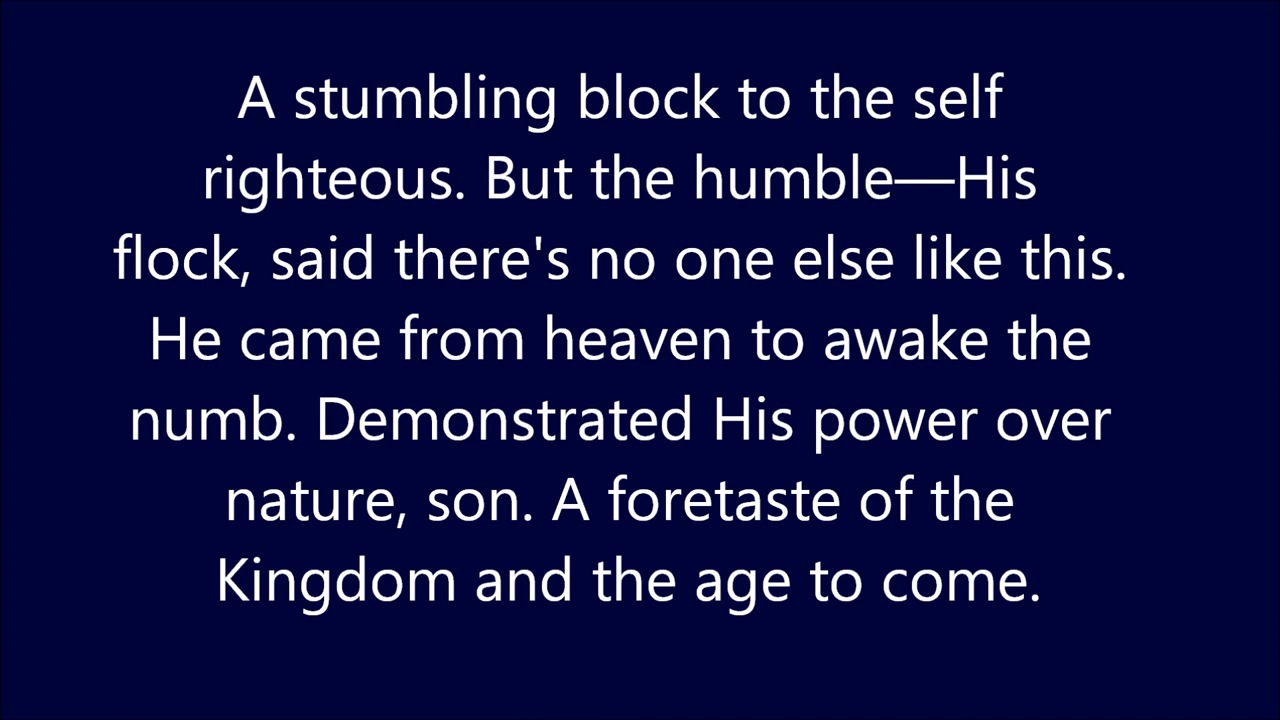 A stumbling block to the self
righteous. But the humble—His
flock, said there's no one else like this.
He came from heaven to awake the
numb. Demonstrated His power over
nature, son. A foretaste of the
Kingdom and the age to come.